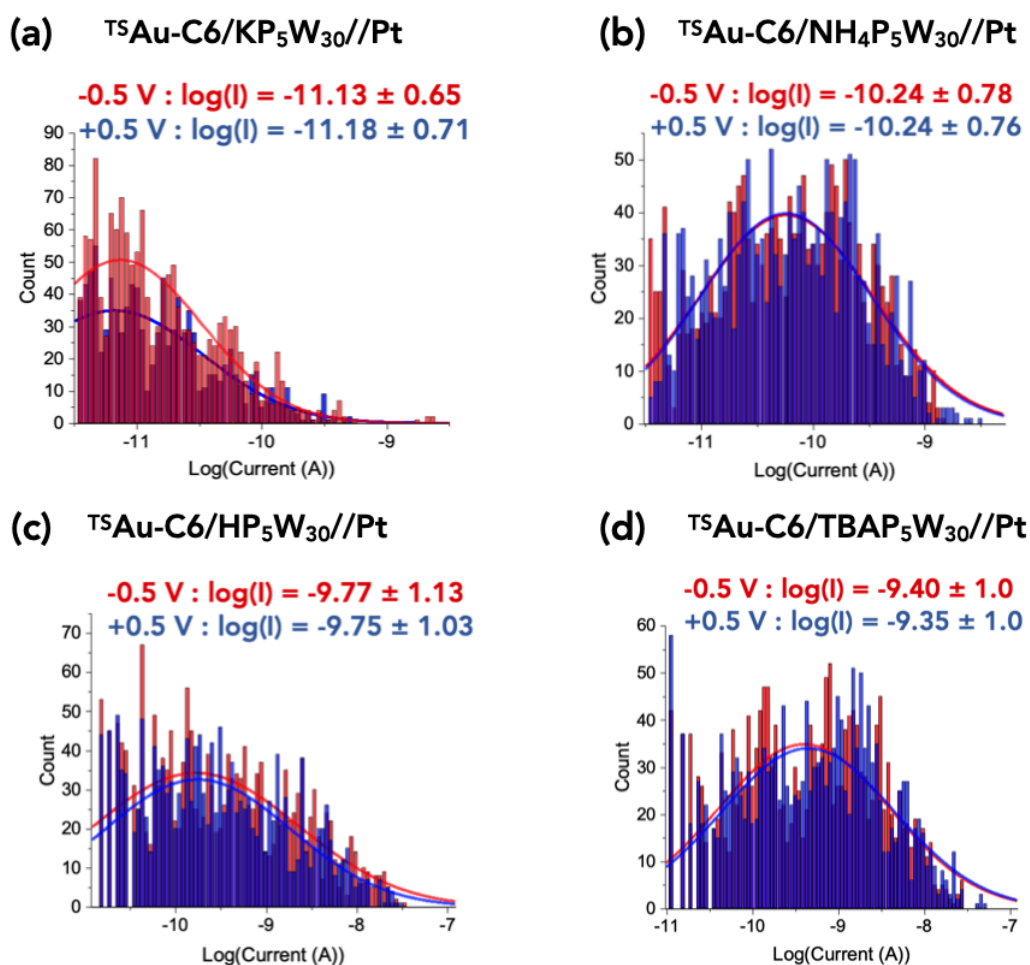 (a) TSAu-C6/KP5W30//Pt
-0.5 V : log(I) = -11.13 ± 0.65
+0.5 V : log(I) = -11.18 ± 0.71
90
80
70
60
50
40
30
20
10
0
Count
-11 -10 -9
Log(Current (A))
(b) TSAu-C6/NH4P5W30//Pt
-0.5 V : log(I) = -10.24 ± 0.78
+0.5 V : log(I) = -10.24 ± 0.76
50
40
30
20
10
0
Count
-11 -10 -9
Log(Current (A))
(c) TSAu-C6/HP5W30//Pt
-0.5 V : log(I) = -9.77 ± 1.13
+0.5 V : log(I) = -9.75 ± 1.03
70
60
50
40
30
20
10
0
Count
-10 -9 -8 -7
Log(Current (A))
(d) TSAu-C6/TBAP5W30//Pt
-0.5 V : log(I) = -9.40 ± 1.0
+0.5 V : log(I) = -9.35 ± 1.0
60
50
40
30
20
10
0
Count
-11 -10 -9 -8 -7
Log(Current (A))